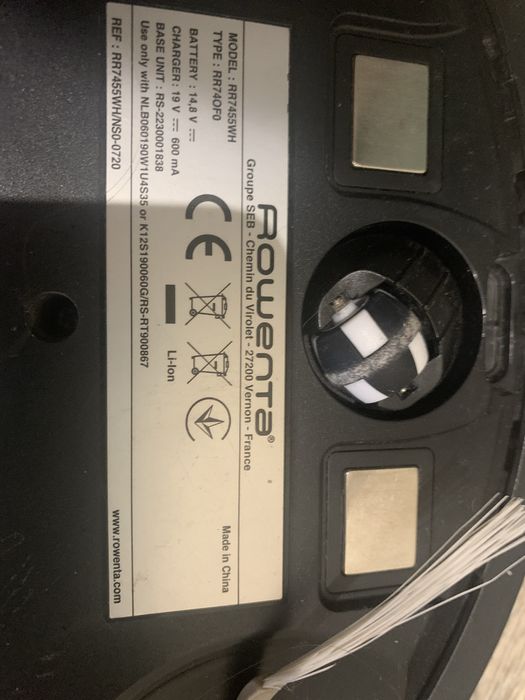 Rowenta®
Groupe SEB - Chemin du Virolet - 27200 Vernon - France
MODEL : RR7455WH
TYPE : RR74OF0
BATTERY : 14,8 V
CHARGER : 19 V 600 mA
BASE UNIT : RS-2230001838
Use only with NLB060190W1U4S35 or K12S190060G/RS-RT900867
REF : RR7455WH/NS0-0720
CE
Li-Ion
Made in China
www.rowenta.com